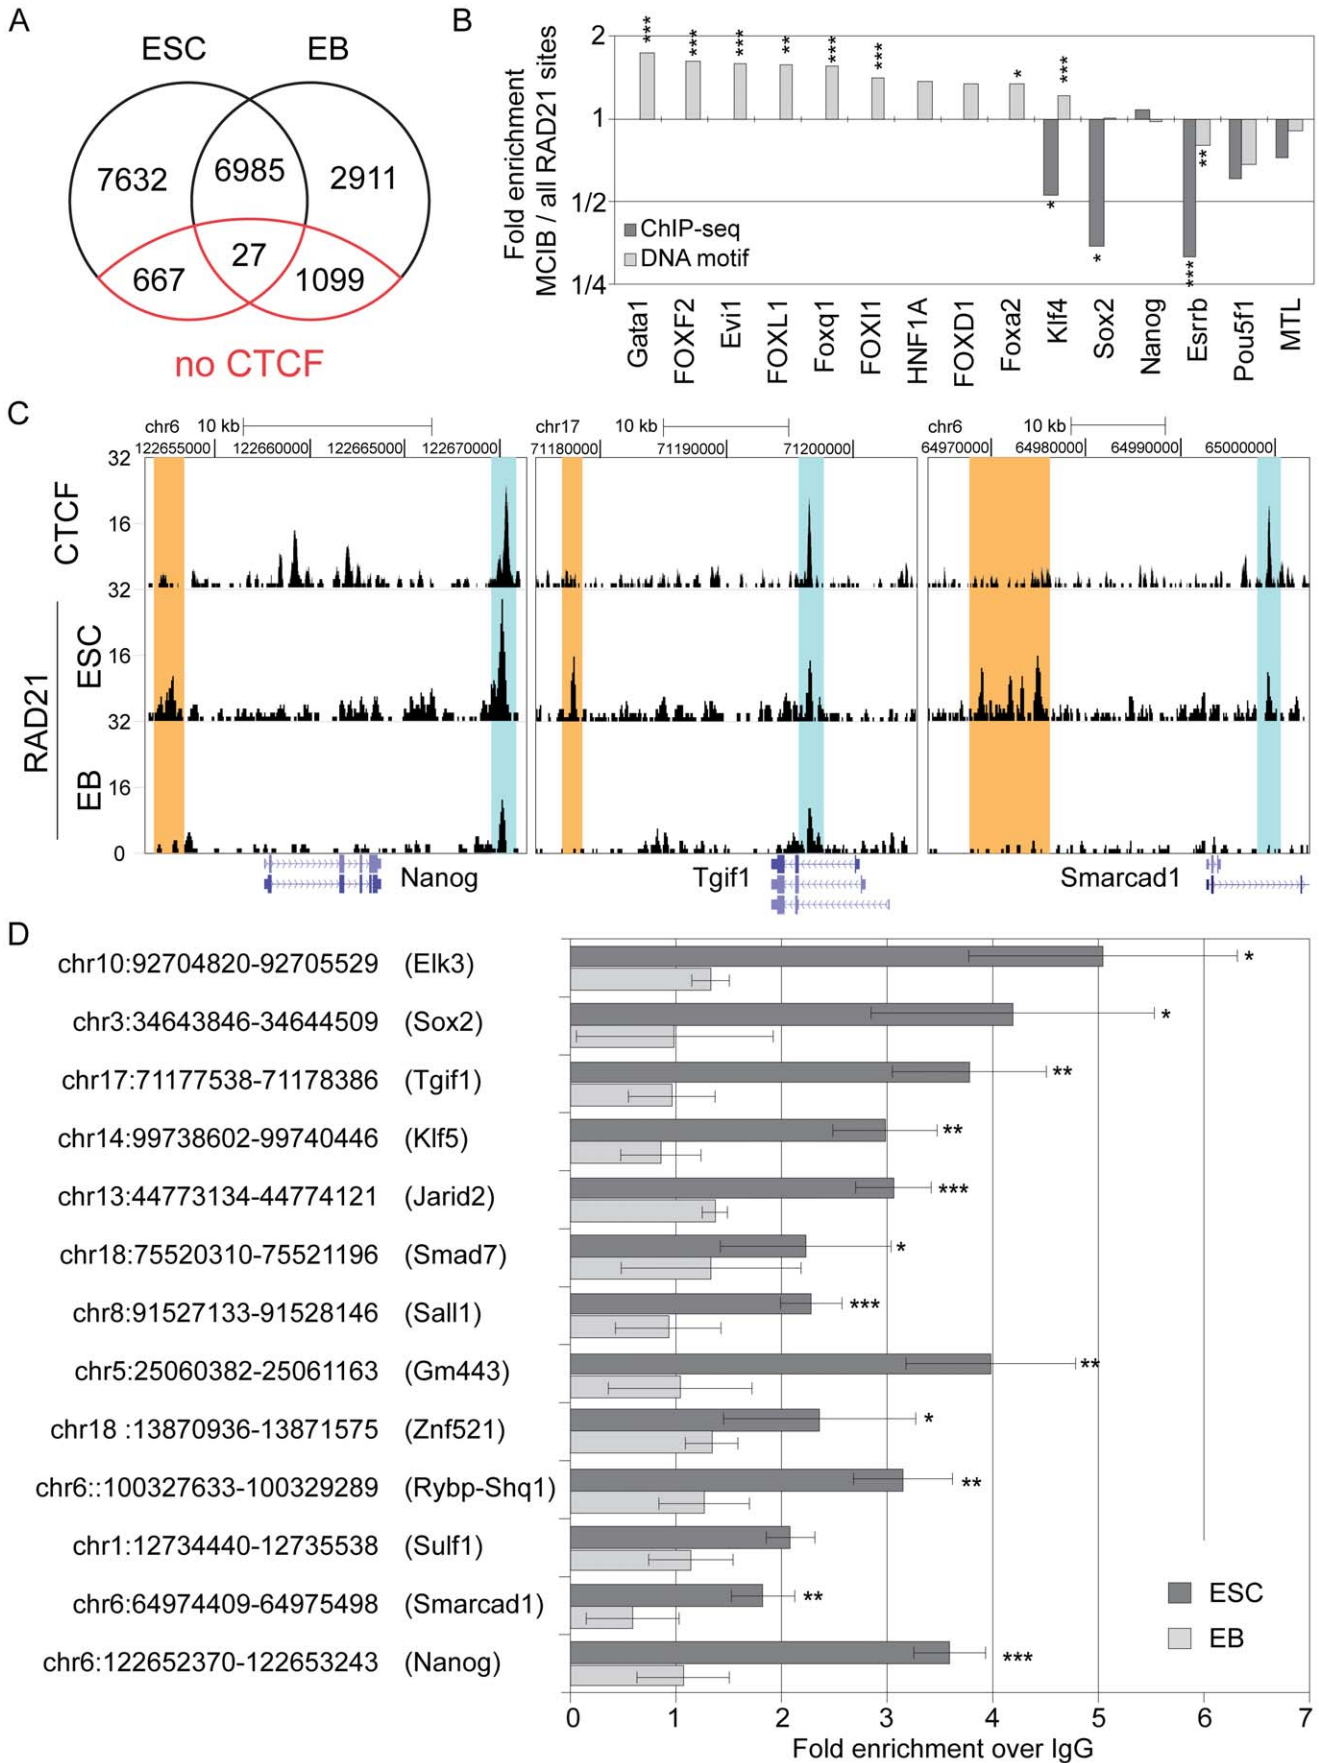 A
ESC EB
7632 6985 2911
27
667 1099
no CTCF
B
Fold enrichment
MCIB / all RAD21 sites
2
1
1/2
1/4
*** *** *** ** *** *** * ***
* * ** ***
ChIP-seq
DNA motif
Gata1 FOXF2 Evi1 FOXL1 Foxq1 FOXI1 HNF1A FOXD1 Foxa2 Klf4 Sox2 Nanog Esrrb Pou5f1 MTL
C
chr6 10 kb chr17 10 kb chr6 10 kb
122655000 122660000 122665000 122670000 71180000 71190000 71200000 64970000 64980000 64990000 65000000
CTCF
32
16
RAD21
ESC
32
16
EB
32
16
0
Nanog Tgif1 Smarcad1
D
chr10:92704820-92705529 (Elk3) *
chr3:34643846-34644509 (Sox2) *
chr17:71177538-71178386 (Tgif1) **
chr14:99738602-99740446 (Klf5) **
chr13:44773134-44774121 (Jarid2) ***
chr18:75520310-75521196 (Smad7) *
chr8:91527133-91528146 (Sall1) ***
chr5:25060382-25061163 (Gm443) **
chr18 :13870936-13871575 (Znf521) *
chr6::100327633-100329289 (Rybp-Shq1) **
chr1:12734440-12735538 (Sulf1)
chr6:64974409-64975498 (Smarcad1) **
chr6:122652370-122653243 (Nanog) ***
ESC
EB
0 1 2 3 4 5 6 7
Fold enrichment over IgG